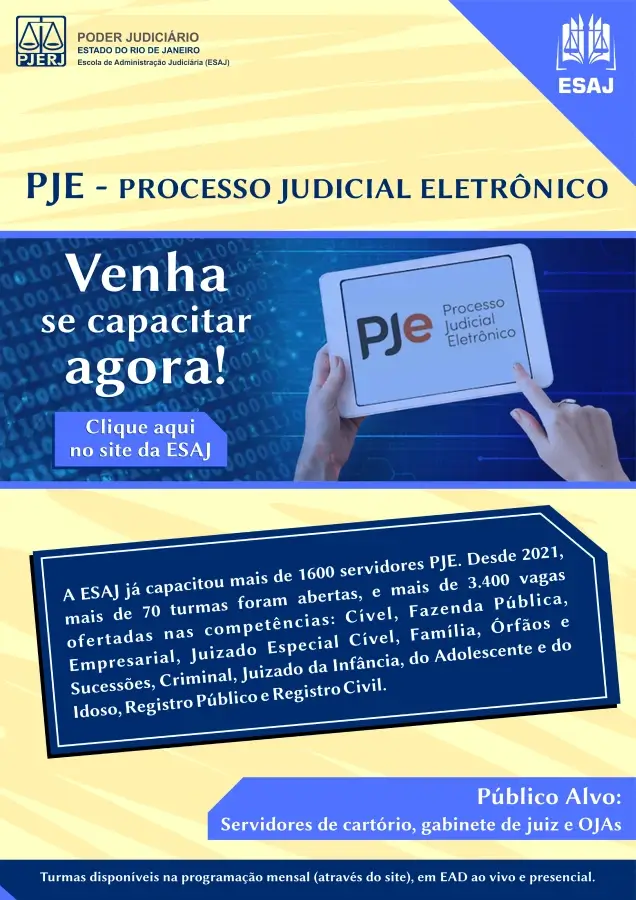 PJERJ
PODER JUDICIÁRIO
ESTADO DO RIO DE JANEIRO
Escola de Administração Judiciária (ESAJ)
ESAJ
PJE - PROCESSO JUDICIAL ELETRÔNICO
Venha
se capacitar
agora!
Clique aqui
no site da ESAJ
PJe
Processo
Judicial
Eletrônico
A ESAJ já capacitou mais de 1600 servidores PJE. Desde 2021,
mais de 70 turmas foram abertas, e mais de 3.400 vagas
ofertadas nas competências: Cível, Fazenda Pública,
Empresarial, Juizado Especial Cível, Família, Órfãos e
Sucessões, Criminal, Juizado da Infância, do Adolescente e do
Idoso, Registro Público e Registro Civil.
Público Alvo:
Servidores de cartório, gabinete de juiz e OJAs
Turmas disponíveis na programação mensal (através do site), em EAD ao vivo e presencial.